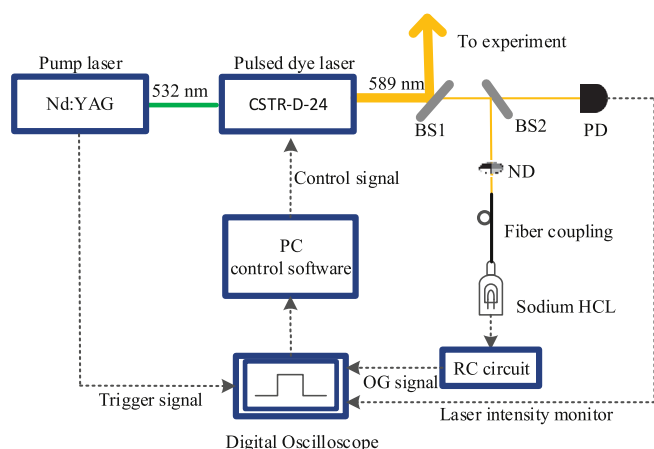 To experiment
Pump laser
Pulsed dye laser
589 nm
532 nm
Nd:YAG
CSTR-D-24
BS1
BS2
PD
ND
Control signal
Fiber coupling
PC
control software
Sodium HCL
RC circuit
OG signal
Trigger signal
Laser intensity monitor
Digital Oscilloscope